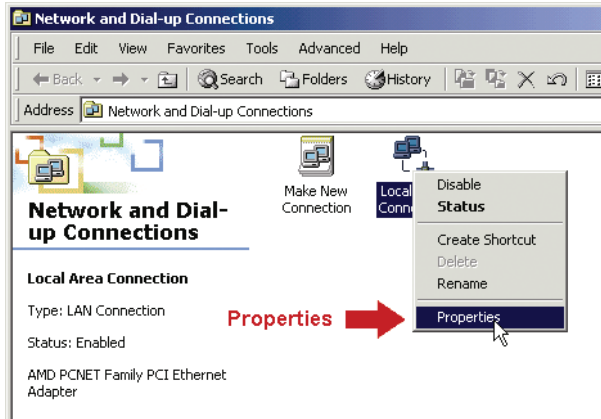 Network and Dial-up Connections
File Edit View Favorites Tools Advanced Help
Back Search Folders History
Address Network and Dial-up Connections
Make New
Connection
Local
Conn
Network and Dial-
up Connections
Local Area Connection
Type: LAN Connection
Status: Enabled
AMD PCNET Family PCI Ethernet
Adapter
Disable
Status
Create Shortcut
Delete
Rename
Properties
Properties